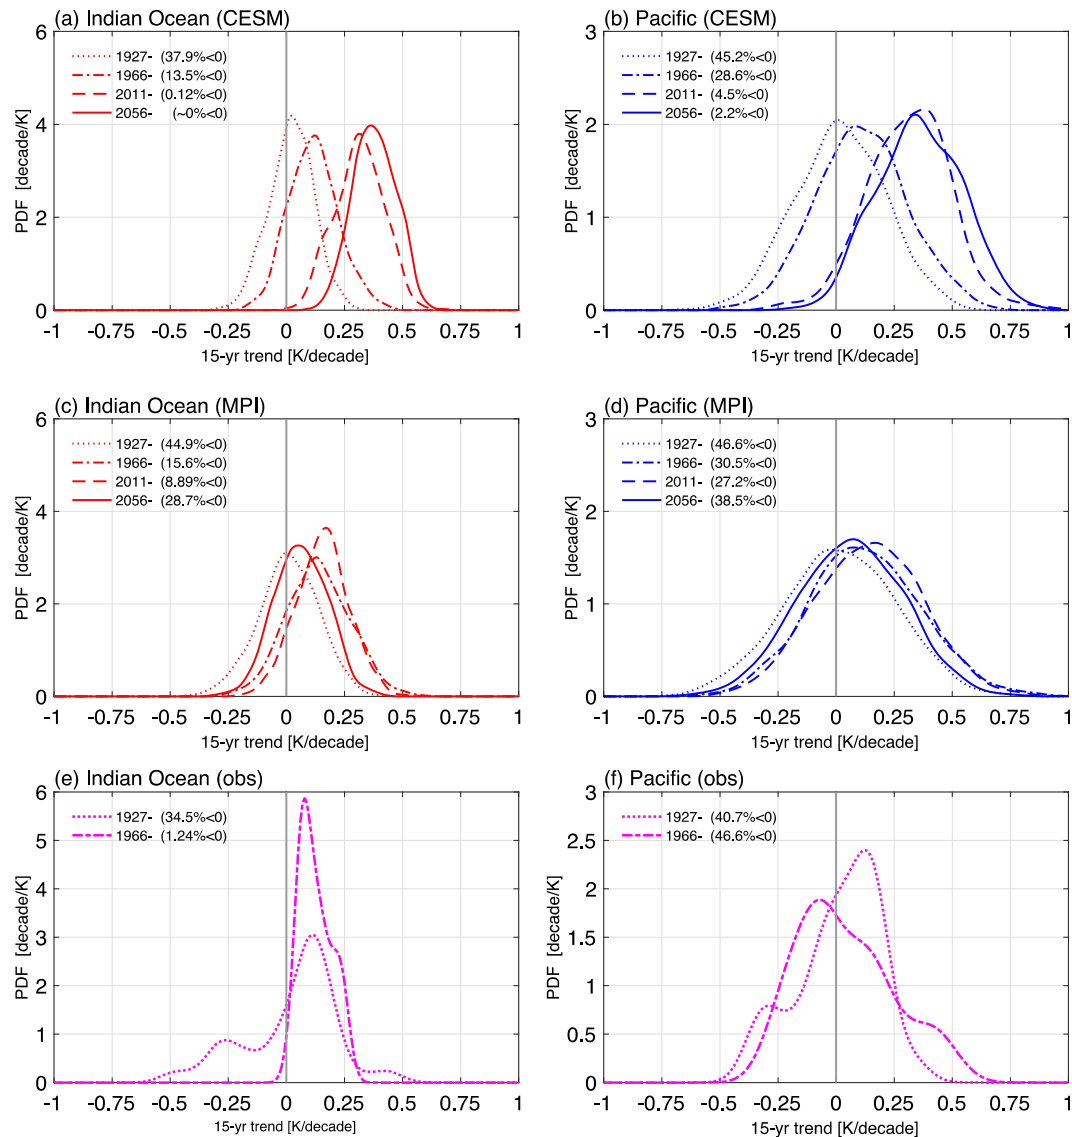 (a) Indian Ocean (CESM)
6
4
2
0
PDF [decade/K]
1927- (37.9%<0)
1966- (13.5%<0)
2011- (0.12%<0)
2056- (~0%<0)
-1 -0.75 -0.5 -0.25 0 0.25 0.5 0.75 1
15-yr trend [K/decade]
(b) Pacific (CESM)
3
2
1
0
PDF [decade/K]
1927- (45.2%<0)
1966- (28.6%<0)
2011- (4.5%<0)
2056- (2.2%<0)
-1 -0.75 -0.5 -0.25 0 0.25 0.5 0.75 1
15-yr trend [K/decade]
(c) Indian Ocean (MPI)
6
4
2
0
PDF [decade/K]
1927- (44.9%<0)
1966- (15.6%<0)
2011- (8.89%<0)
2056- (28.7%<0)
-1 -0.75 -0.5 -0.25 0 0.25 0.5 0.75 1
15-yr trend [K/decade]
(d) Pacific (MPI)
3
2
1
0
PDF [decade/K]
1927- (46.6%<0)
1966- (30.5%<0)
2011- (27.2%<0)
2056- (38.5%<0)
-1 -0.75 -0.5 -0.25 0 0.25 0.5 0.75 1
15-yr trend [K/decade]
(e) Indian Ocean (obs)
6
5
4
3
2
1
0
PDF [decade/K]
1927- (34.5%<0)
1966- (1.24%<0)
-1 -0.75 -0.5 -0.25 0 0.25 0.5 0.75 1
15-yr trend [K/decade]
(f) Pacific (obs)
3
2.5
2
1.5
1
0.5
0
PDF [decade/K]
1927- (40.7%<0)
1966- (46.6%<0)
-1 -0.75 -0.5 -0.25 0 0.25 0.5 0.75 1
15-yr trend [K/decade]